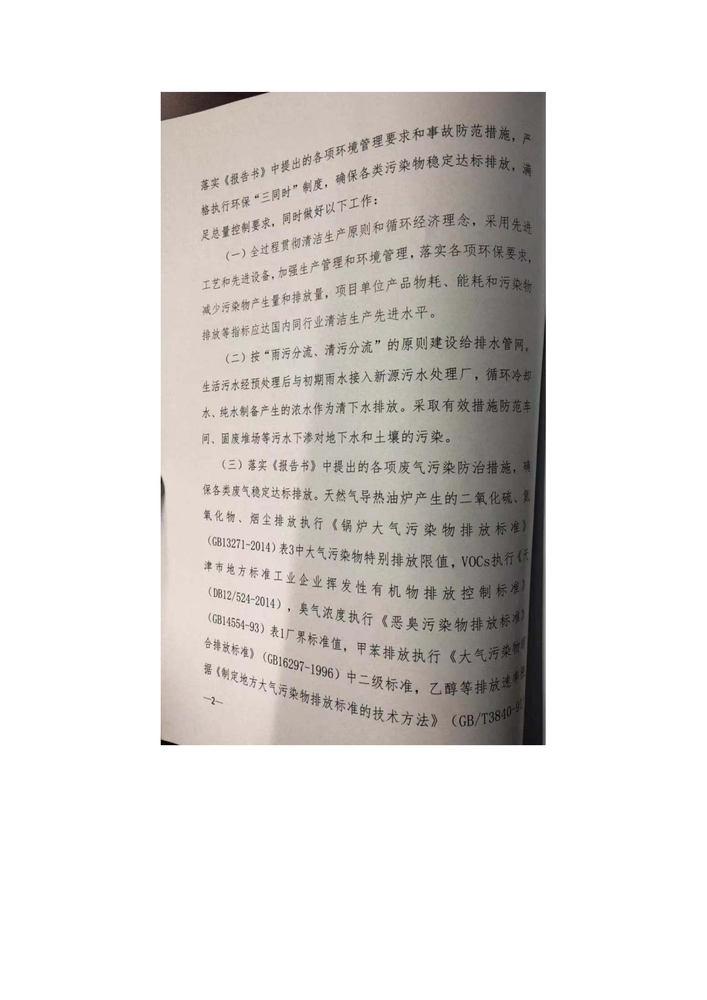 落实《报告书》中提出的各项环境管理要求和事故防范措施，严
格执行环保“三同时”制度，确保各类污染物稳定达标排放，满
足总量控制要求，同时做好以下工作：
（一）全过程贯彻清洁生产原则和循环经济理念，采用先进
工艺和先进设备，加强生产管理和环境管理，落实各项环保要求，
减少污染物产生量和排放量，项目单位产品物耗、能耗和污染物
排放等指标应达国内同行业清洁生产先进水平。
（二）按“雨污分流、清污分流”的原则建设给排水管网。
生活污水经预处理后与初期雨水接入新源污水处理厂，循环冷却
水、纯水制备产生的浓水作为清下水排放。采取有效措施防范车
间、固废堆场等污水下渗对地下水和土壤的污染。
（三）落实《报告书》中提出的各项废气污染防治措施，确
保各类废气稳定达标排放。天然气导热油炉产生的二氧化硫、氮
氧化物、烟尘排放执行《锅炉大气污染物排放标准》
（GB13271-2014）表3中大气污染物特别排放限值，VOCs执行《天
津市地方标准工业企业挥发性有机物排放控制标准》
（DB12/524-2014），臭气浓度执行《恶臭污染物排放标准》
（GB14554-93）表1厂界标准值，甲苯排放执行《大气污染物综
合排放标准》（GB16297-1996）中二级标准，乙醇等排放速率
据《制定地方大气污染物排放标准的技术方法》（GB/T3840-91
—2—